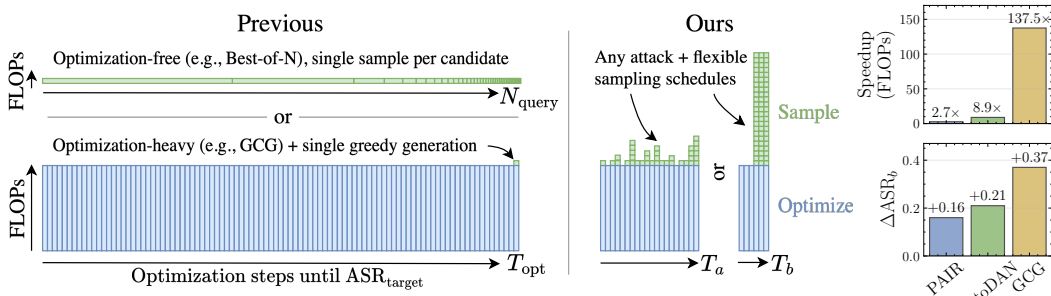 Previous
FLOPs
Optimization-free (e.g., Best-of-N), single sample per candidate
N_query
or
Optimization-heavy (e.g., GCG) + single greedy generation
FLOPs
Optimization steps until ASR_target
T_opt
Ours
Any attack + flexible
sampling schedules
Sample
or
Optimize
T_a
T_b
Speedup
(FLOPs)
150
100
50
0
2.7×
8.9×
137.5×
ΔASR_b
0.4
0.2
0.0
+0.16
+0.21
+0.37
PAIR
toDAN
GCG